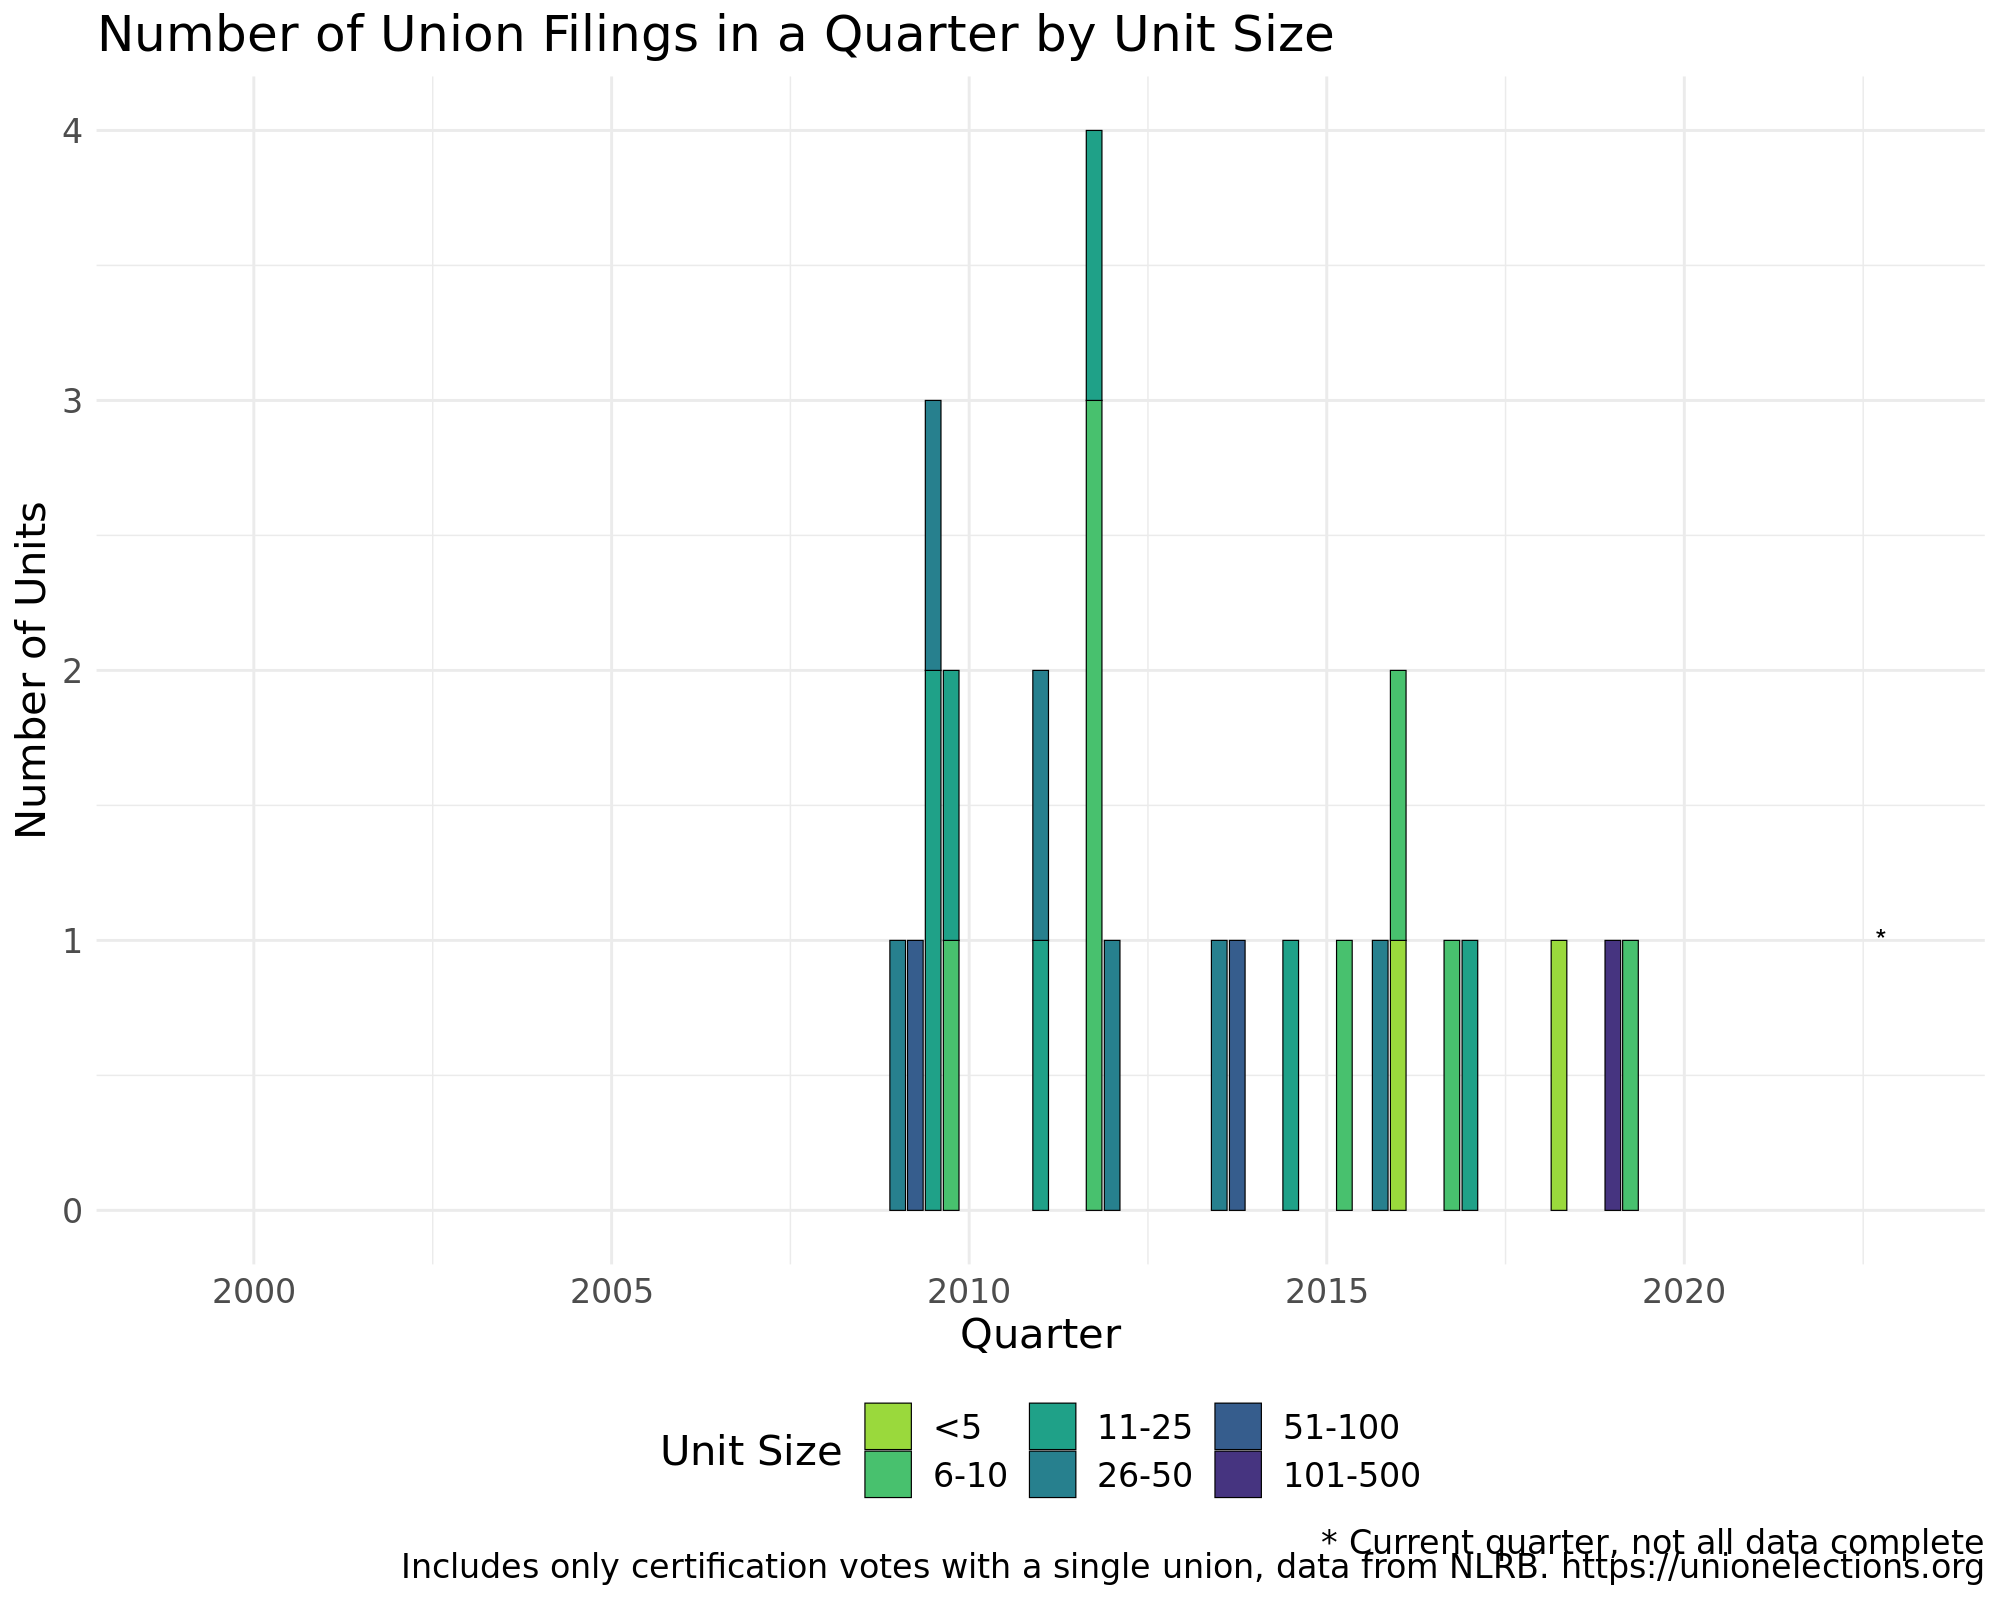 Number of Union Filings in a Quarter by Unit Size
Number of Units
4
3
2
1
0
*
2000 2005 2010 2015 2020
Quarter
Unit Size
<5 11-25 51-100
6-10 26-50 101-500
* Current quarter, not all data complete
Includes only certification votes with a single union, data from NLRB. https://unionelections.org